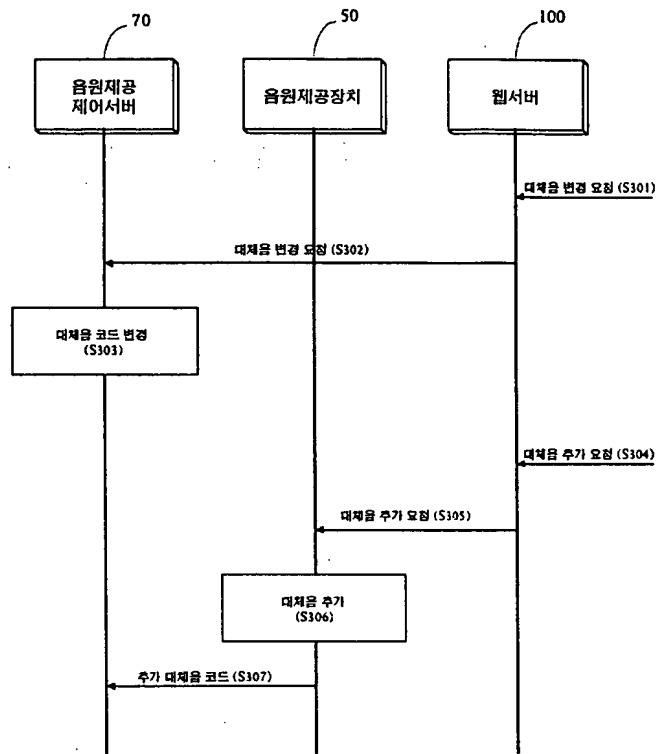 70
50
100
음원제공
제어서버
음원제공장치
웹서버
대체음 변경 요청 (S301)
대체음 변경 요청 (S302)
대체음 코드 변경
(S303)
대체음 추가 요청 (S304)
대체음 추가 요청 (S305)
대체음 추가
(S306)
추가 대체음 코드 (S307)